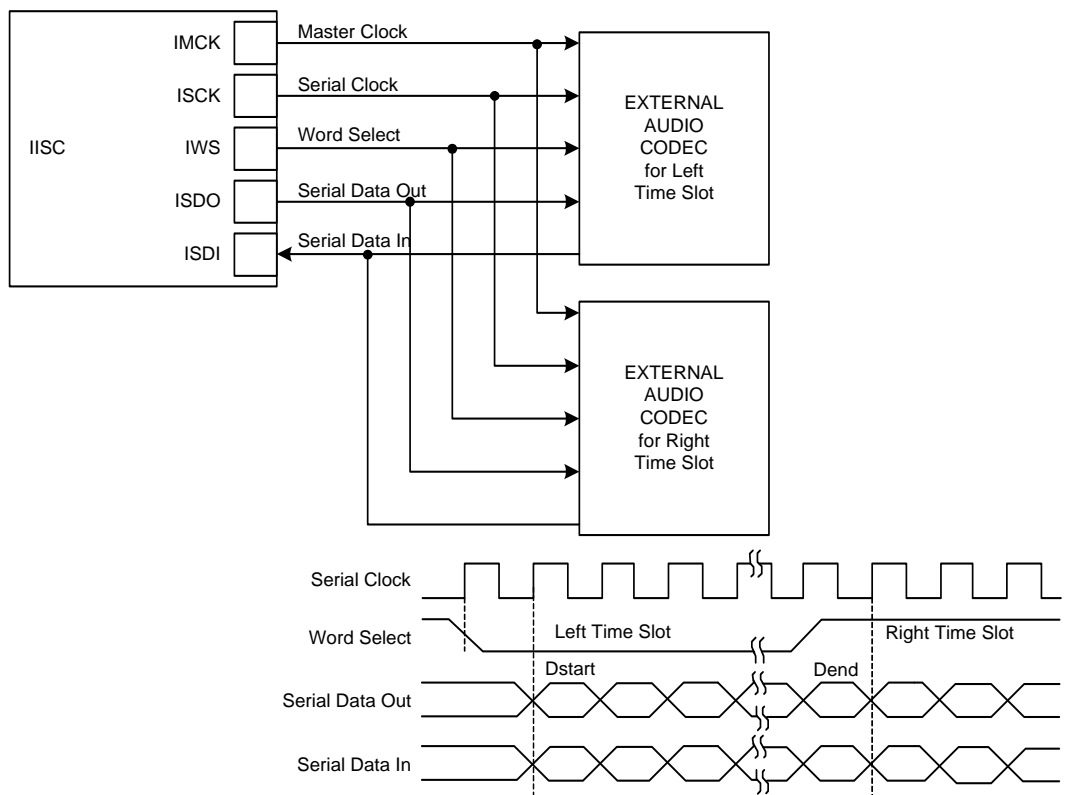 IISC
IMCK
ISCK
IWS
ISDO
ISDI
Master Clock
Serial Clock
Word Select
Serial Data Out
Serial Data In
EXTERNAL
AUDIO
CODEC
for Left
Time Slot
EXTERNAL
AUDIO
CODEC
for Right
Time Slot
Serial Clock
Word Select
Left Time Slot
Right Time Slot
Dstart
Dend
Serial Data Out
Serial Data In